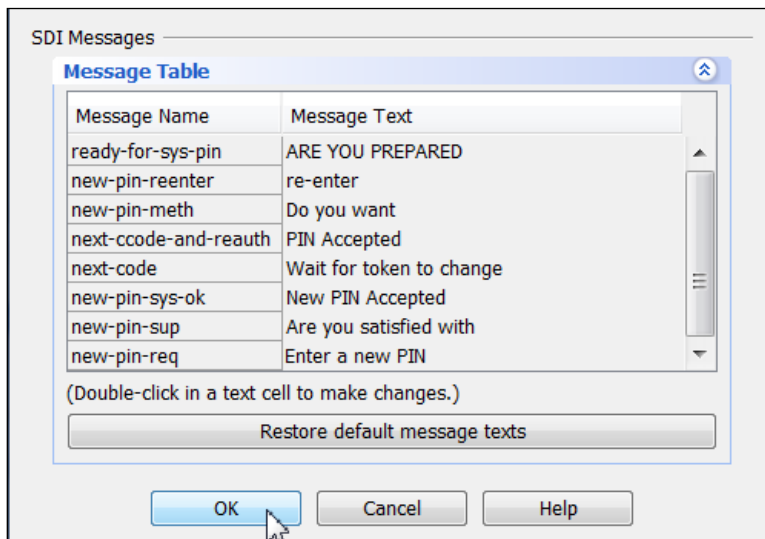 SDI Messages
Message Table
Message Name Message Text
ready-for-sys-pin ARE YOU PREPARED
new-pin-reenter re-enter
new-pin-meth Do you want
next-ccode-and-reauth PIN Accepted
next-code Wait for token to change
new-pin-sys-ok New PIN Accepted
new-pin-sup Are you satisfied with
new-pin-req Enter a new PIN
(Double-click in a text cell to make changes.)
Restore default message texts
OK Cancel Help